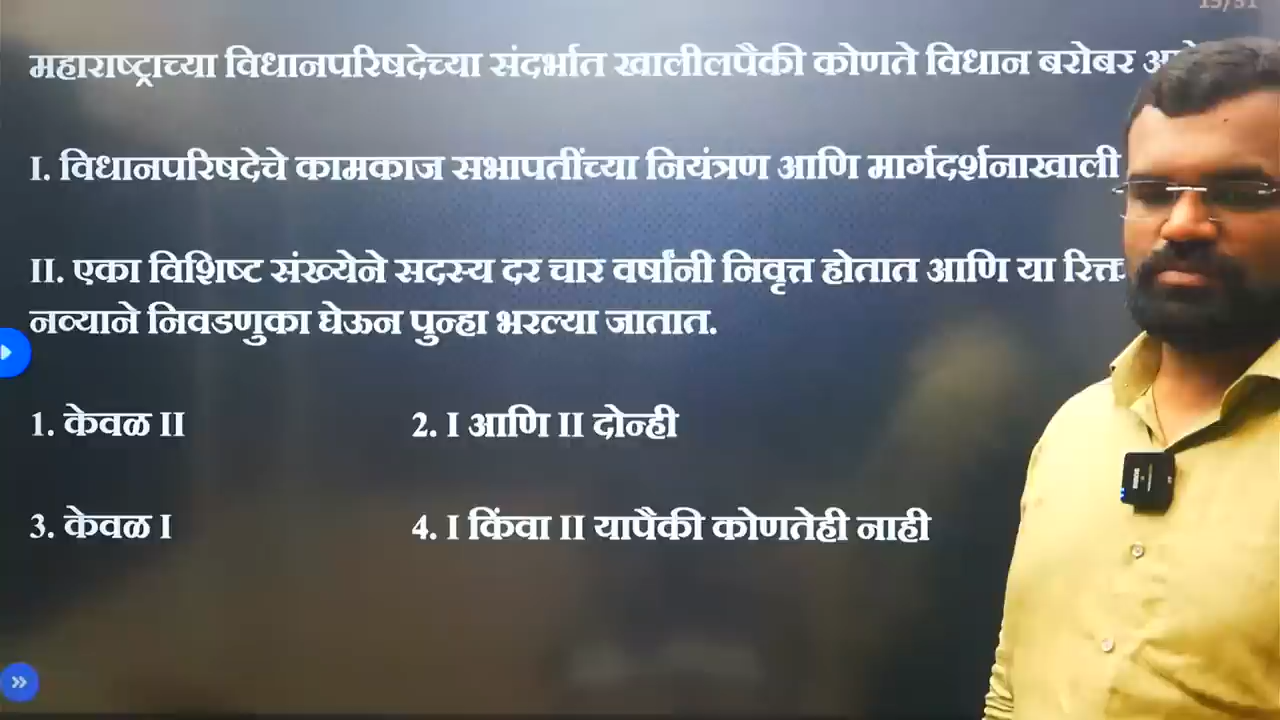 15/51
महाराष्ट्राच्या विधानपरिषदेच्या संदर्भात खालीलपैकी कोणते विधान बरोबर
I. विधानपरिषदेचे कामकाज सभापतींच्या नियंत्रण आणि मार्गदर्शनाखाली
II. एका विशिष्ट संख्येने सदस्य दर चार वर्षांनी निवृत्त होतात आणि या
नव्याने निवडणुका घेऊन पुन्हा भरल्या जातात.
1. केवळ II
2. I आणि II दोन्ही
3. केवळ I
4. I किंवा II यापैकी कोणतेही नाही